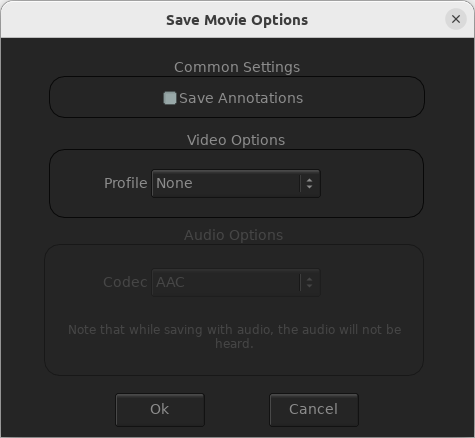 Save Movie Options
Common Settings
Save Annotations
Video Options
Profile None
Audio Options
Codec AAC
Note that while saving with audio, the audio will not be
heard.
Ok Cancel